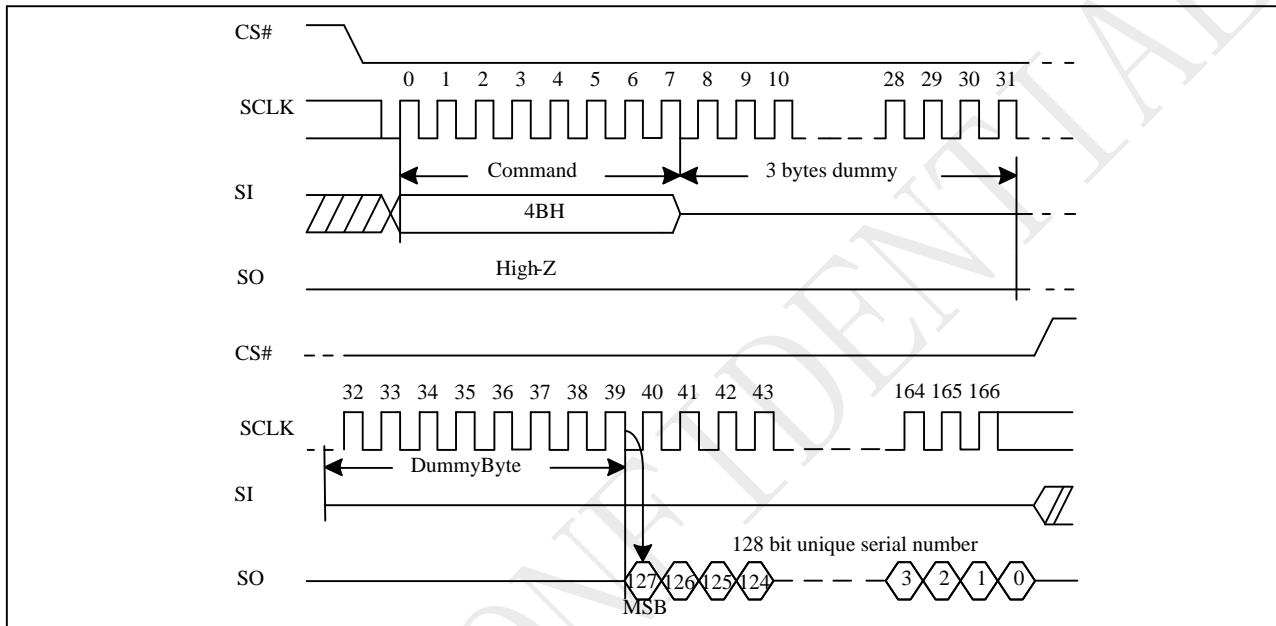 CS#
0 1 2 3 4 5 6 7 8 9 10 28 29 30 31
SCLK
Command 3 bytes dummy
SI
4BH
High-Z
SO
CS#
32 33 34 35 36 37 38 39 40 41 42 43 164 165 166
SCLK
DummyByte
SI
128 bit unique serial number
SO 127 126 125 124 3 2 1 0
MSB